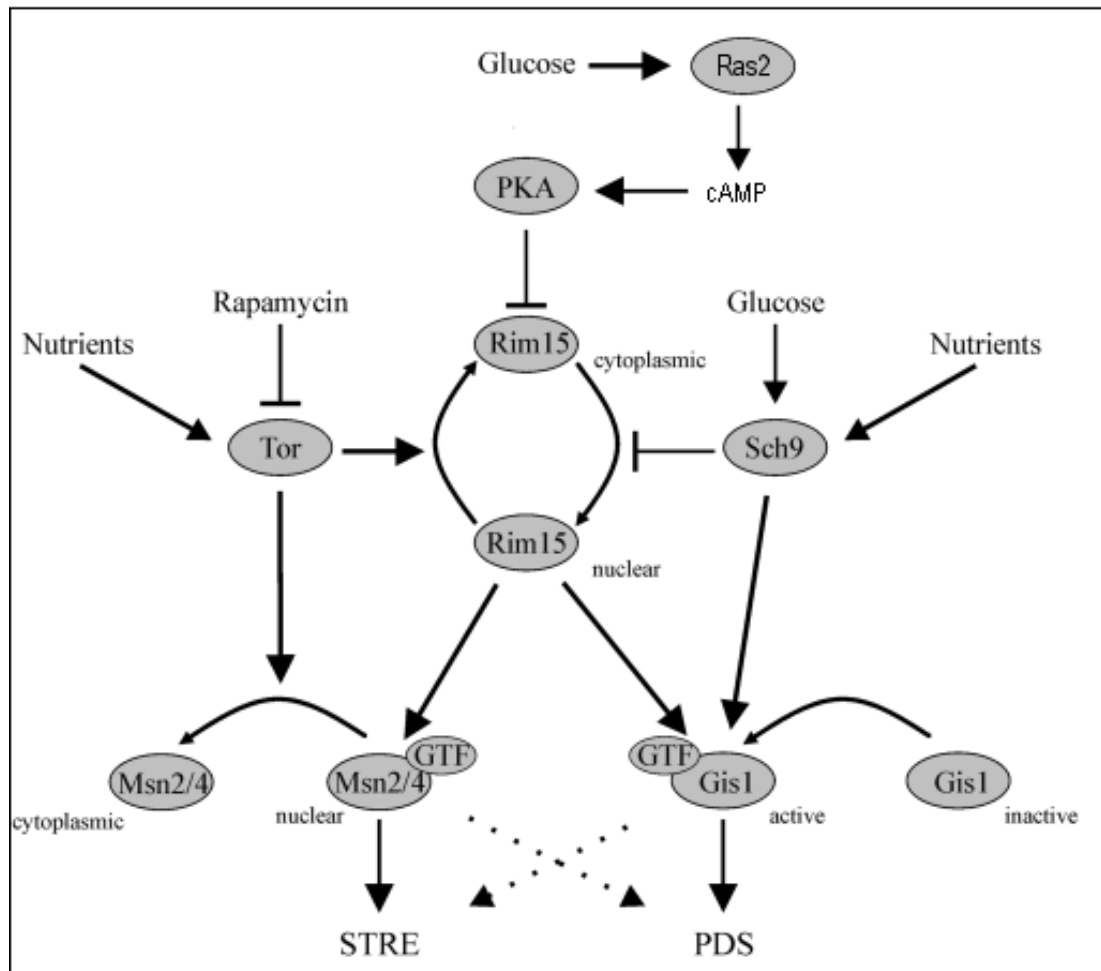 Glucose
Ras2
PKA
cAMP
Rapamycin
Glucose
Nutrients
Rim15
cytoplasmic
Nutrients
Tor
Sch9
Rim15
nuclear
Msn2/4
cytoplasmic
Msn2/4
GTF
nuclear
GTF
Gis1
active
Gis1
inactive
STRE
PDS